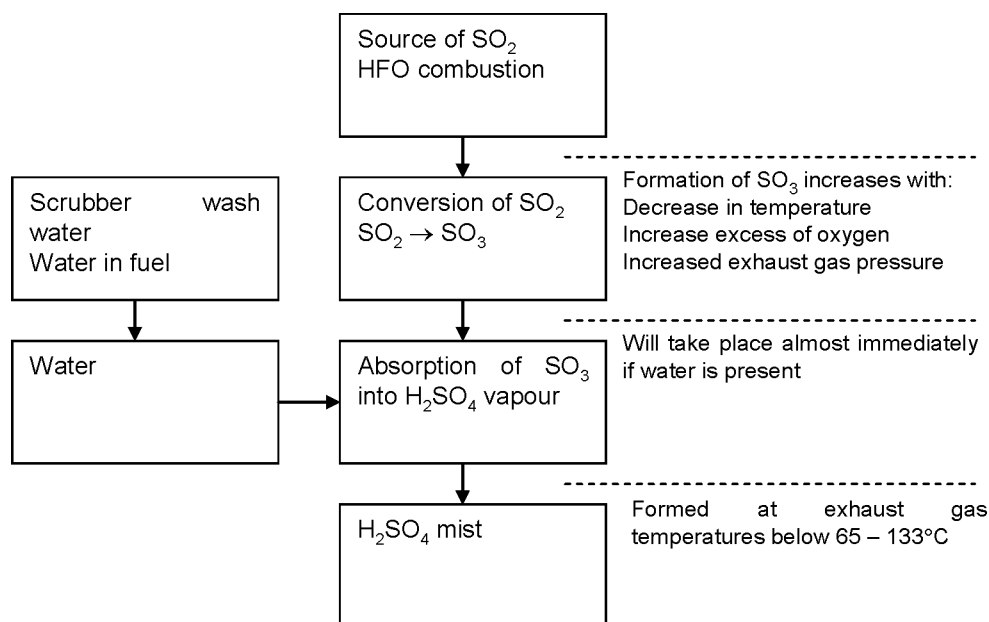 Source of SO₂
HFO combustion
Scrubber wash
water
Water in fuel
Conversion of SO₂
SO₂ → SO₃
Formation of SO₃ increases with:
Decrease in temperature
Increase excess of oxygen
Increased exhaust gas pressure
Water
Absorption of SO₃
into H₂SO₄ vapour
Will take place almost immediately
if water is present
H₂SO₄ mist
Formed at exhaust gas
temperatures below 65 – 133°C